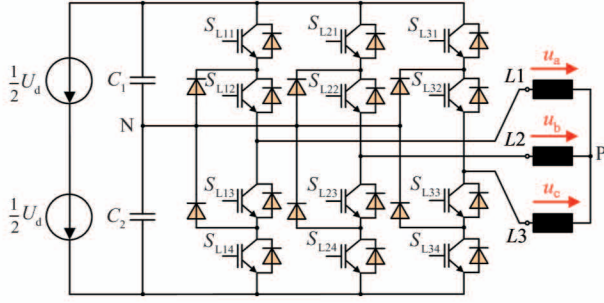 S_L11
S_L21
S_L31
u_a
½ U_d
C_1
S_L12
S_L22
S_L32
L1
N
u_b
L2
P
½ U_d
C_2
S_L13
S_L23
S_L33
u_c
S_L14
S_L24
S_L34
L3